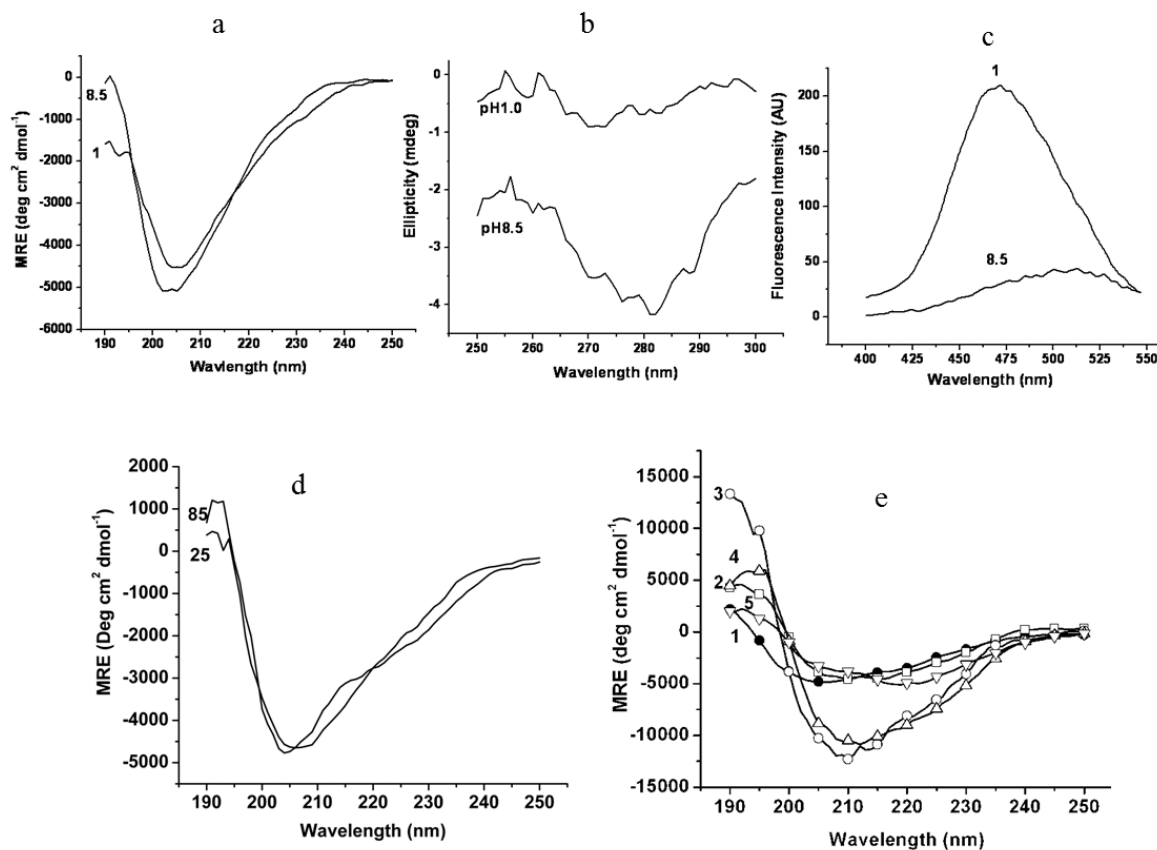 a
b
c
0
-1000
-2000
-3000
-4000
-5000
-6000
MRE (deg cm² dmol⁻¹)
8.5
1
190 200 210 220 230 240 250
Wavlength (nm)
0
-1
-2
-3
-4
Ellipticity (mdeg)
pH1.0
pH8.5
250 260 270 280 290 300
Wavelength (nm)
200
150
100
50
0
Fluorescence Intensity (AU)
1
8.5
400 425 450 475 500 525 550
Wavelength (nm)
d
2000
1000
0
-1000
-2000
-3000
-4000
-5000
MRE (Deg cm² dmol⁻¹)
85
25
190 200 210 220 230 240 250
Wavelength (nm)
e
15000
10000
5000
0
-5000
-10000
-15000
MRE (deg cm² dmol⁻¹)
3
4
2
5
1
190 200 210 220 230 240 250
Wavelength (nm)